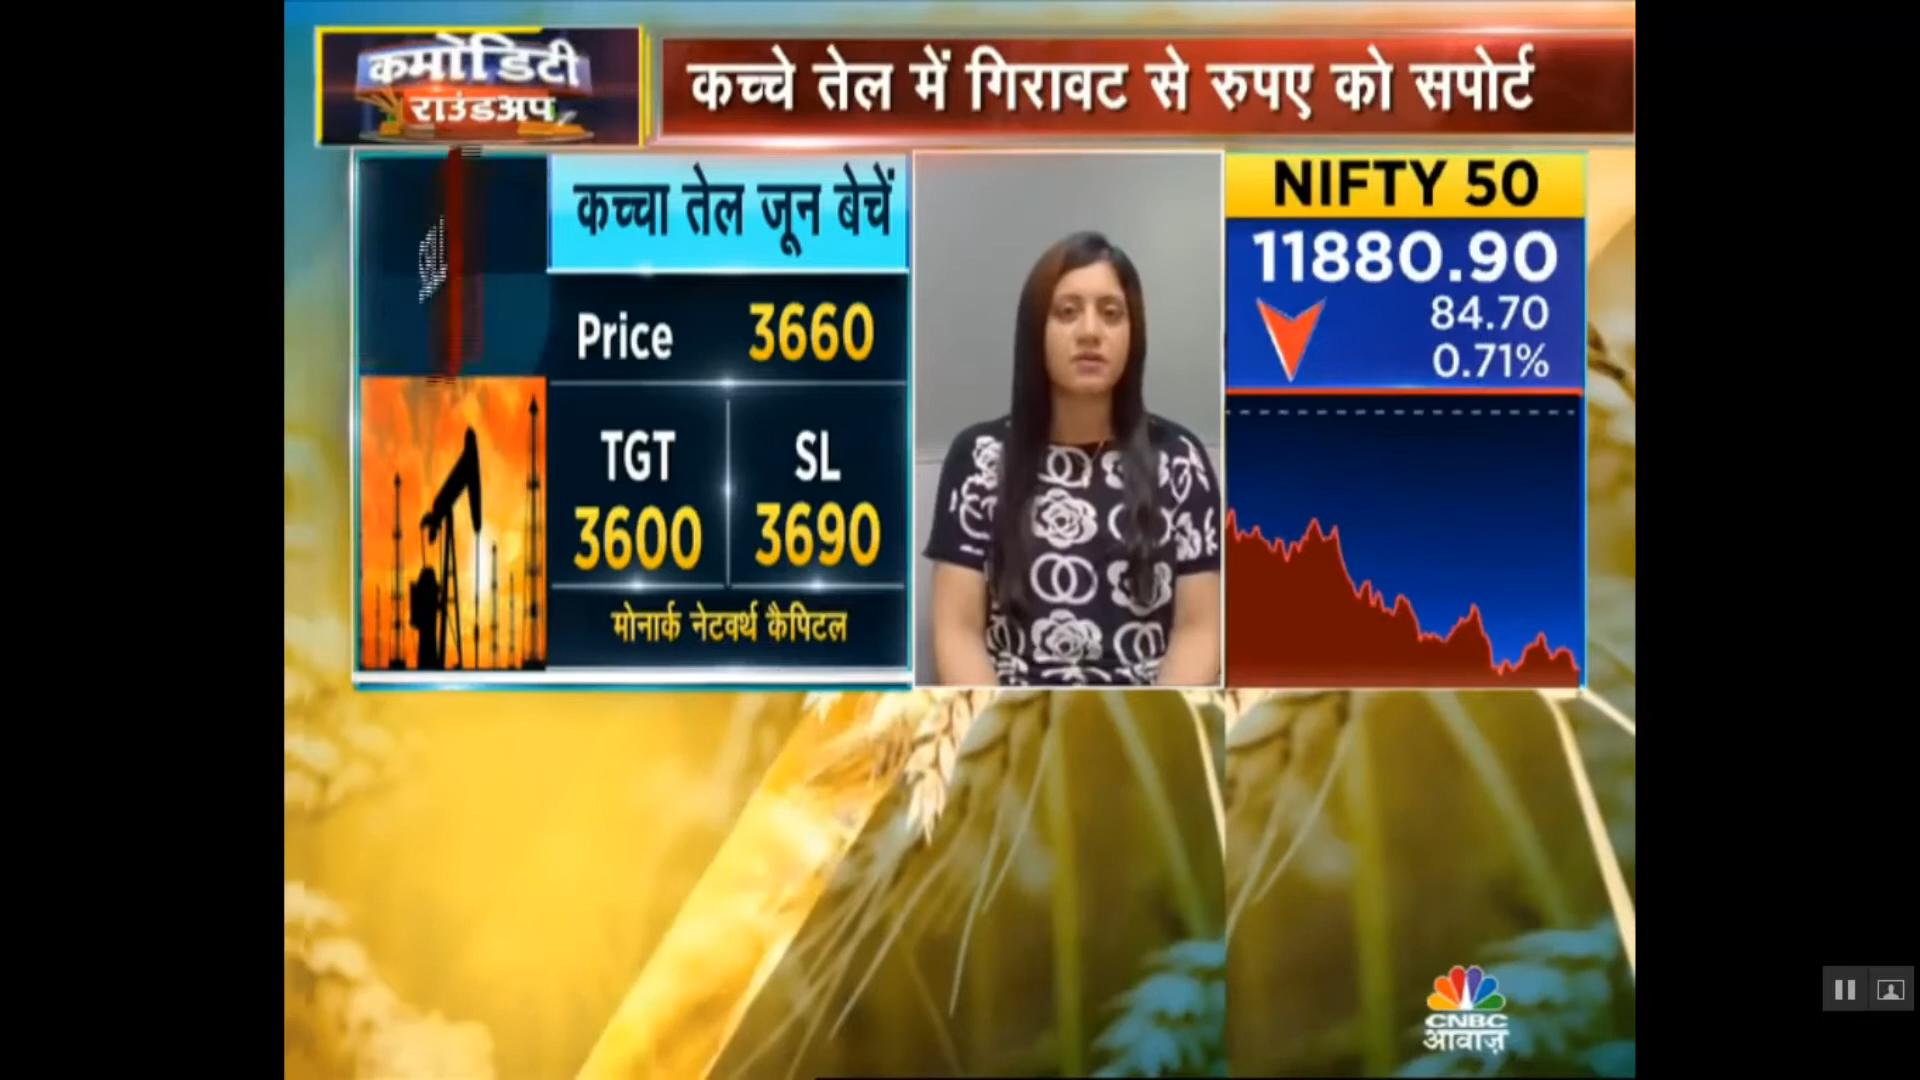 कमोडिटी
राउंडअप
कच्चे तेल में गिरावट से रुपए को सपोर्ट
कच्चा तेल जून बेचें
Price 3660
TGT SL
3600 3690
मोनार्क नेटवर्थ कैपिटल
NIFTY 50
11880.90
84.70
0.71%
CNBC
आवाज़